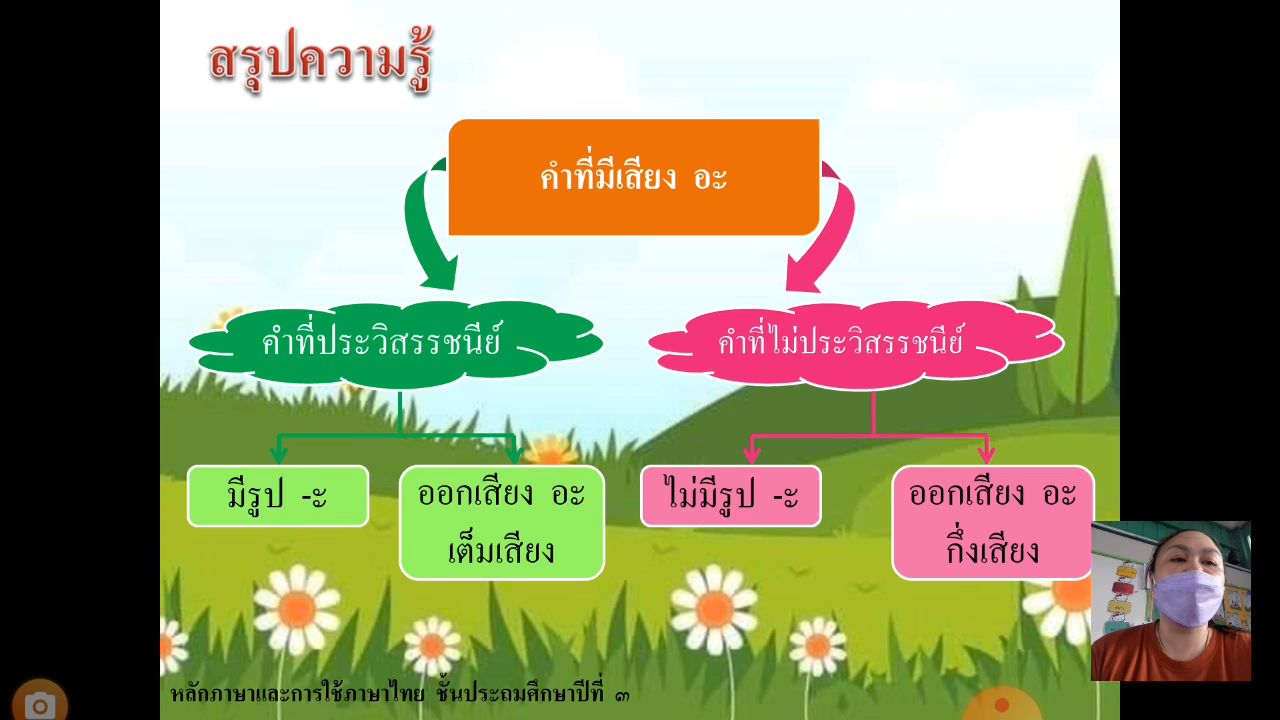 สรุปความรู้
คำที่มีเสียง อะ
คำที่ประวิสรรชนีย์
คำที่ไม่ประวิสรรชนีย์
มีรูป -ะ
ออกเสียง อะ
เต็มเสียง
ไม่มีรูป -ะ
ออกเสียง อะ
กึ่งเสียง
หลักภาษาและการใช้ภาษาไทย ชั้นประถมศึกษาปีที่ ๓